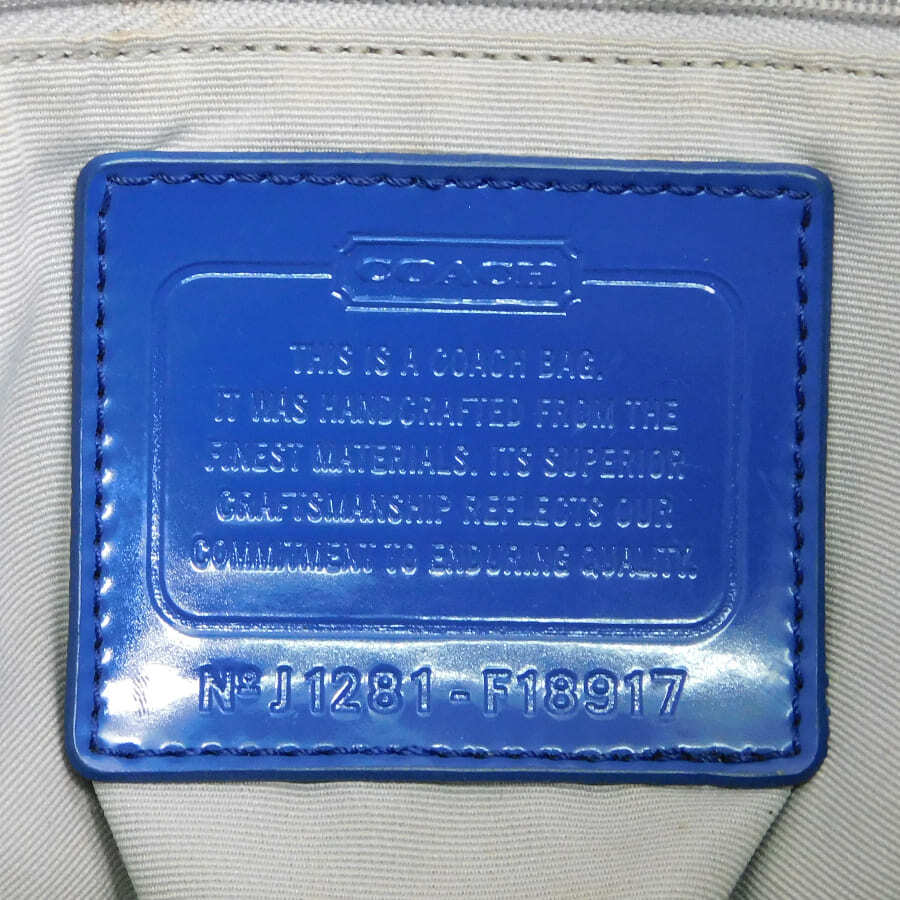 COACH
THIS IS A COACH BAG.
IT WAS HANDCRAFTED FROM THE
FINEST MATERIALS. ITS SUPERIOR
CRAFTSMANSHIP REFLECTS OUR
COMMITMENT TO ENDURING QUALITY.
Nº J1281-F18917